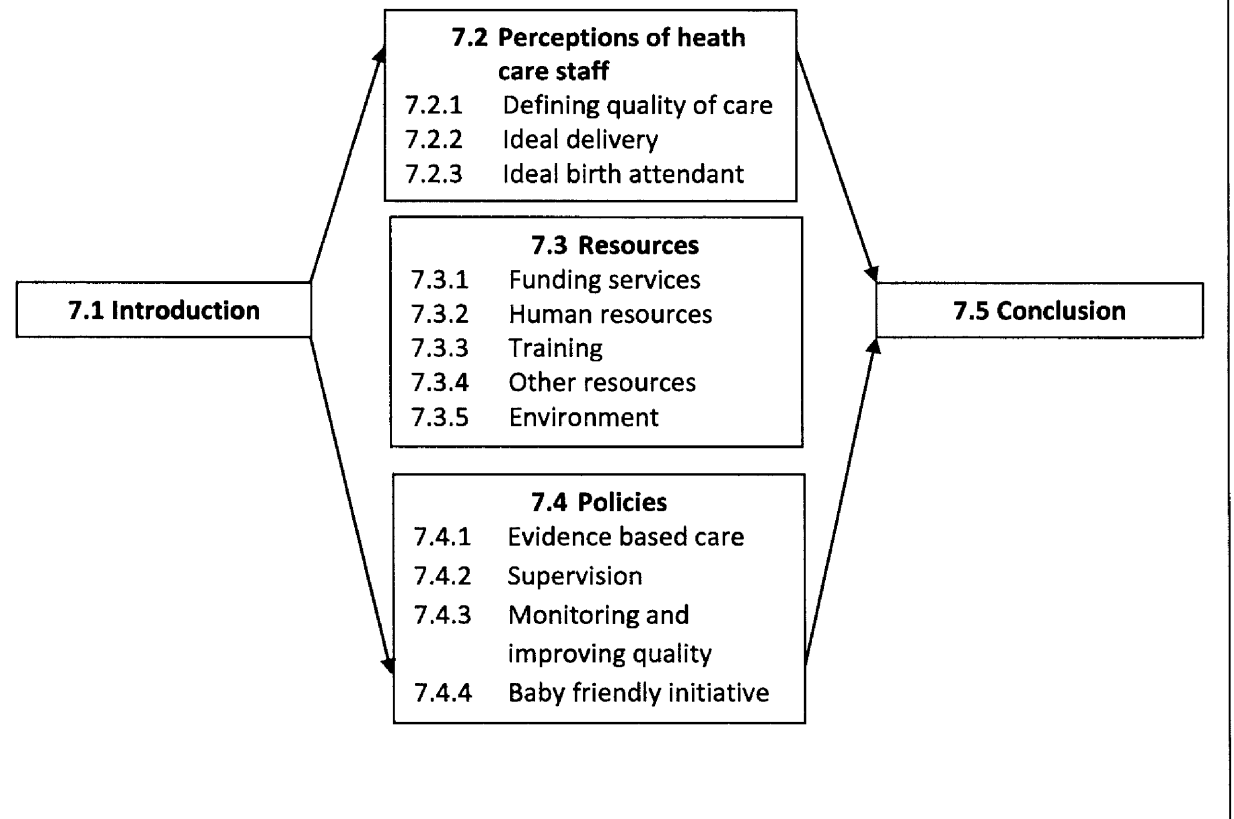 7.2 Perceptions of heath
care staff
7.2.1 Defining quality of care
7.2.2 Ideal delivery
7.2.3 Ideal birth attendant
7.3 Resources
7.3.1 Funding services
7.3.2 Human resources
7.3.3 Training
7.3.4 Other resources
7.3.5 Environment
7.1 Introduction
7.5 Conclusion
7.4 Policies
7.4.1 Evidence based care
7.4.2 Supervision
7.4.3 Monitoring and
improving quality
7.4.4 Baby friendly initiative